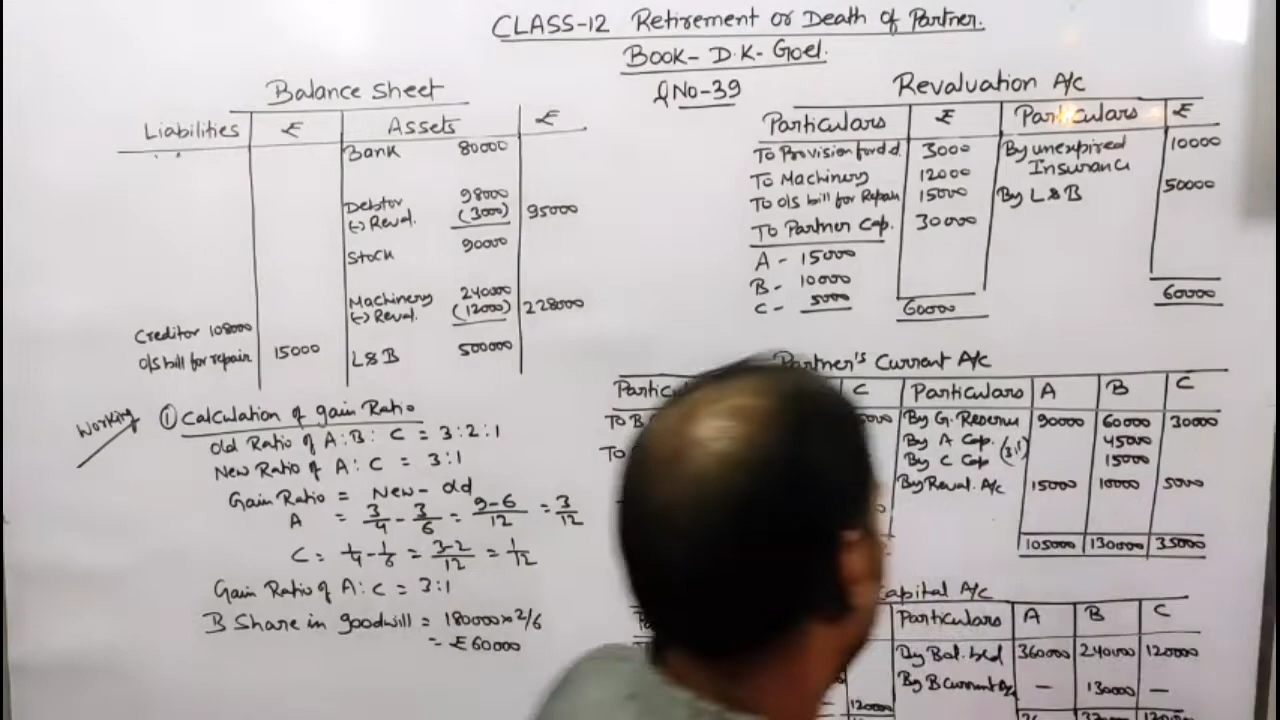 CLASS-12 Retirement or Death of Partner.
Book- D.K- Goel.
QNo-39
Balance Sheet
Liabilities ₹ Assets ₹
Bank 80000
Debtor 98000
(-) Reval. (3000) 95000
Stock 90000
Machinery 240000
(-) Reval. (12000) 228000
Creditor 108000
O/s bill for repair 15000 L&B 500000
Working
① Calculation of gain Ratio
Old Ratio of A:B: C = 3:2:1
New Ratio of A: C = 3:1
Gain Ratio = New- old
A = 3/4 - 3/6 = 9-6/12 = 3/12
C = 1/4 - 1/6 = 3-2/12 = 1/12
Gain Ratio of A: C = 3:1
B Share in goodwill = 180000×2/6
= ₹ 60000
Revaluation A/c
Particulars ₹ Particulars ₹
To Provision for d.d. 3000 By unexpired 10000
Insurance
To Machinery 12000
To O/s bill for Repair 15000 By L&B 50000
To Partner Cap. 30000
A - 15000
B - 10000
C - 5000
60000 60000
Partner's Current A/c
C Particulars A B C
To B By G. Reserve 90000 60000 30000
To By A Cap. 45000
By C Cap (3:1) 15000
By Reval. A/c 15000 10000 5000
105000 130000 35000
Capital A/c
Particulars A B C
By Bal. b/d 360000 240000 120000
By B Current A/c - 130000 -
120000